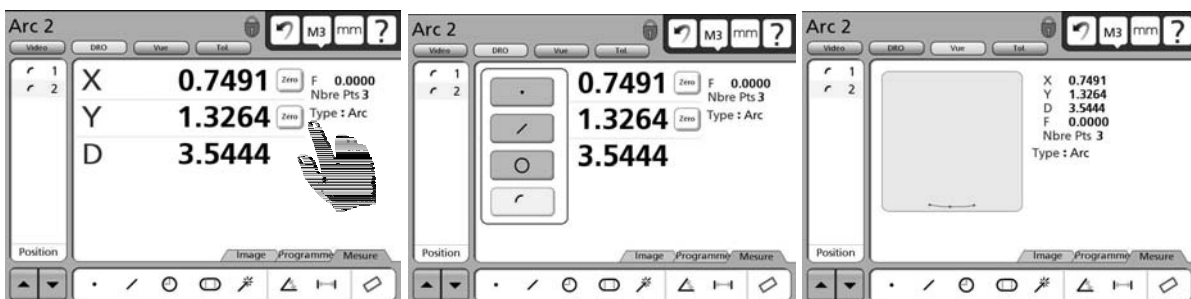 Arc 2
M3 mm ?
Video DRO Vue Tol.
1
2
X 0.7491 Zero
Y 1.3264 Zero
D 3.5444
F 0.0000
Nbre Pts 3
Type : Arc
Position
Image Programme Mesure
Arc 2
M3 mm ?
Video DRO Vue Tol.
1
2
0.7491 Zero
1.3264 Zero
3.5444
F 0.0000
Nbre Pts 3
Type : Arc
Position
Image Programme Mesure
Arc 2
M3 mm ?
Video DRO Vue Tol.
1
2
X 0.7491
Y 1.3264
D 3.5444
F 0.0000
Nbre Pts 3
Type : Arc
Position
Image Programme Mesure